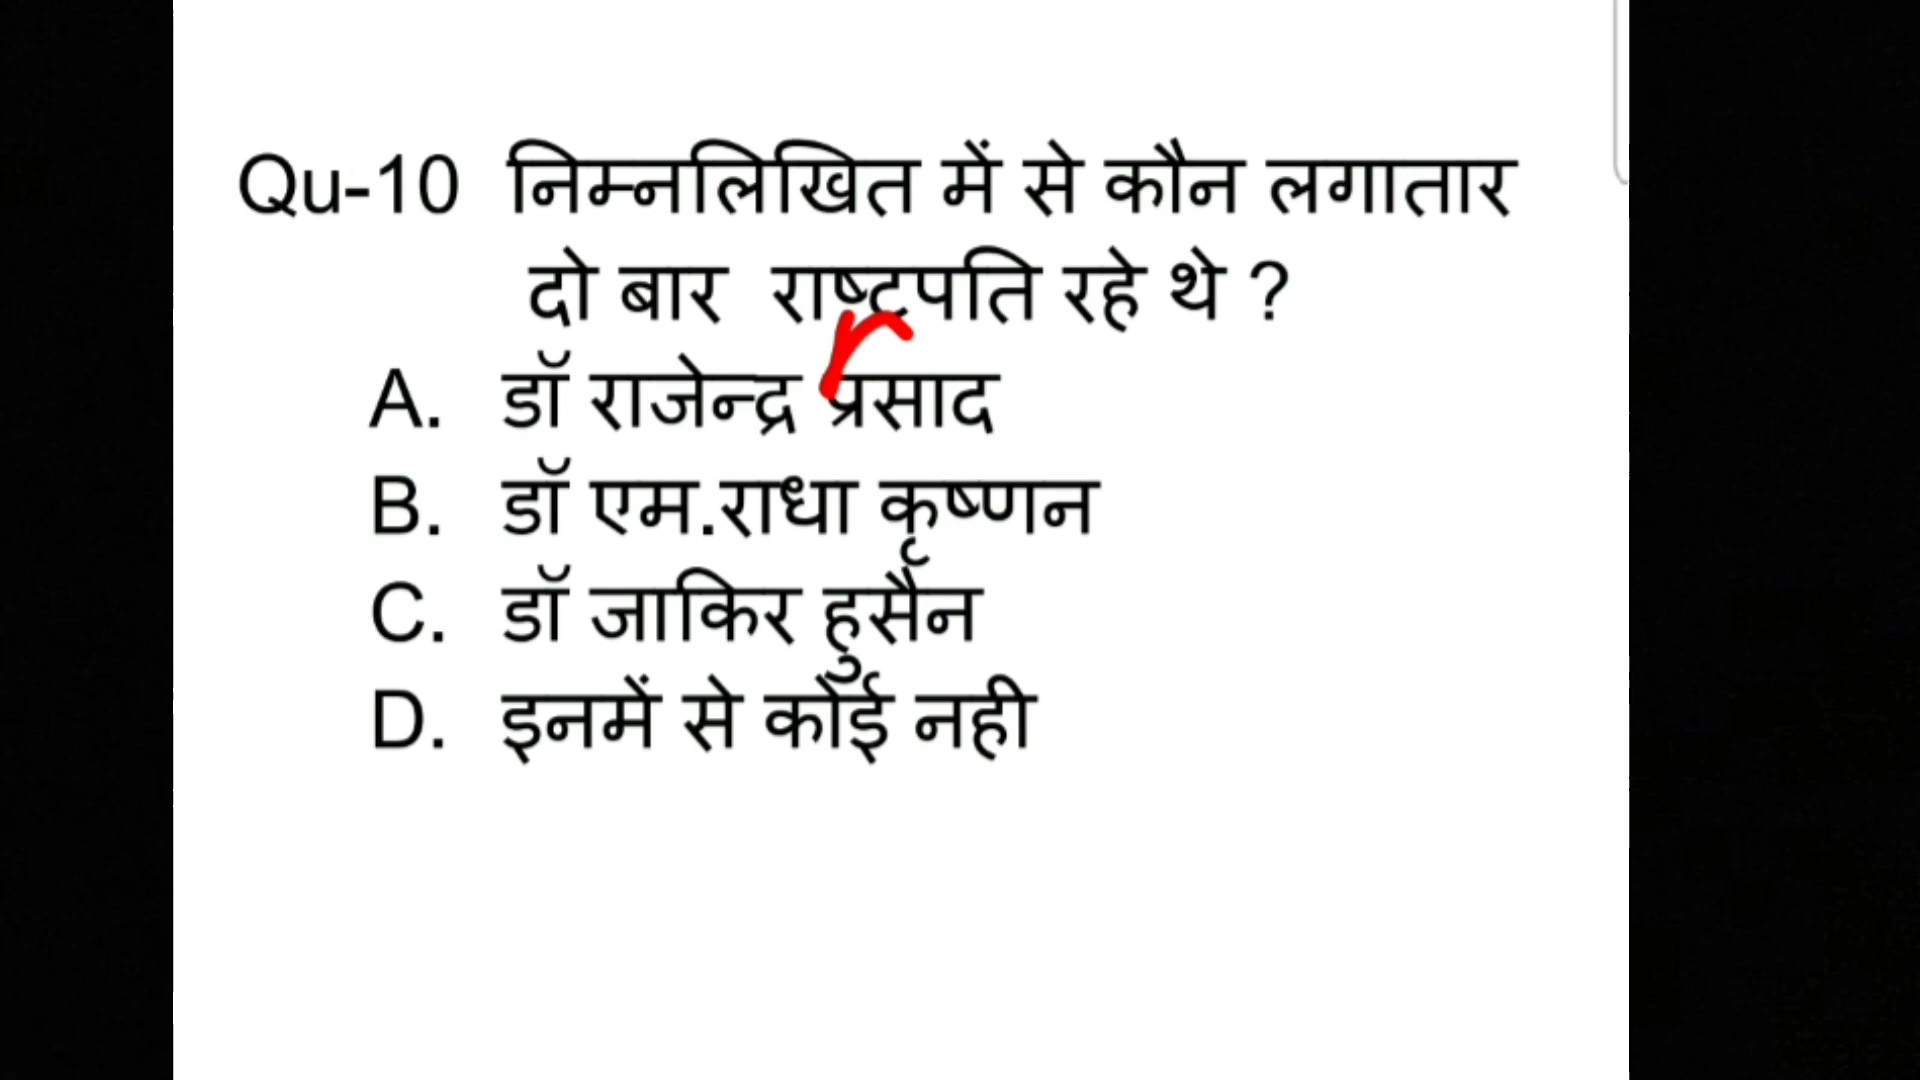 Qu-10 निम्नलिखित में से कौन लगातार
दो बार राष्ट्रपति रहे थे ?
A. डॉ राजेन्द्र प्रसाद
B. डॉ एम.राधा कृष्णन
C. डॉ जाकिर हुसैन
D. इनमें से कोई नही